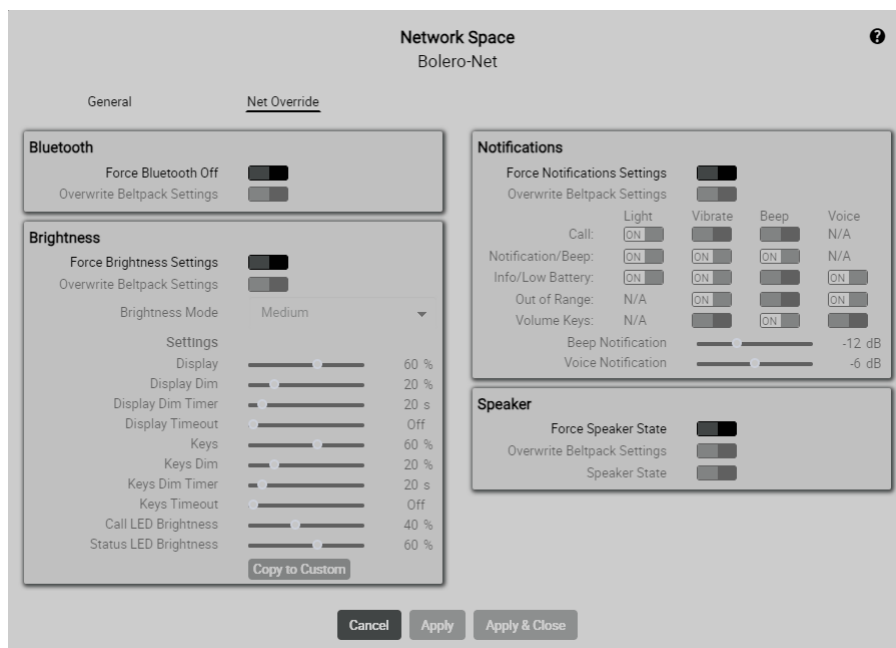 Network Space
Bolero-Net
General Net Override
Bluetooth
Force Bluetooth Off
Overwrite Beltpack Settings
Brightness
Force Brightness Settings
Overwrite Beltpack Settings
Brightness Mode Medium
Settings
Display 60 %
Display Dim 20 %
Display Dim Timer 20 s
Display Timeout Off
Keys 60 %
Keys Dim 20 %
Keys Dim Timer 20 s
Keys Timeout Off
Call LED Brightness 40 %
Status LED Brightness 60 %
Copy to Custom
Notifications
Force Notifications Settings
Overwrite Beltpack Settings
Light Vibrate Beep Voice
Call: ON N/A
Notification/Beep: ON ON ON N/A
Info/Low Battery: ON ON ON
Out of Range: N/A ON ON
Volume Keys: N/A ON
Beep Notification -12 dB
Voice Notification -6 dB
Speaker
Force Speaker State
Overwrite Beltpack Settings
Speaker State
Cancel Apply Apply & Close